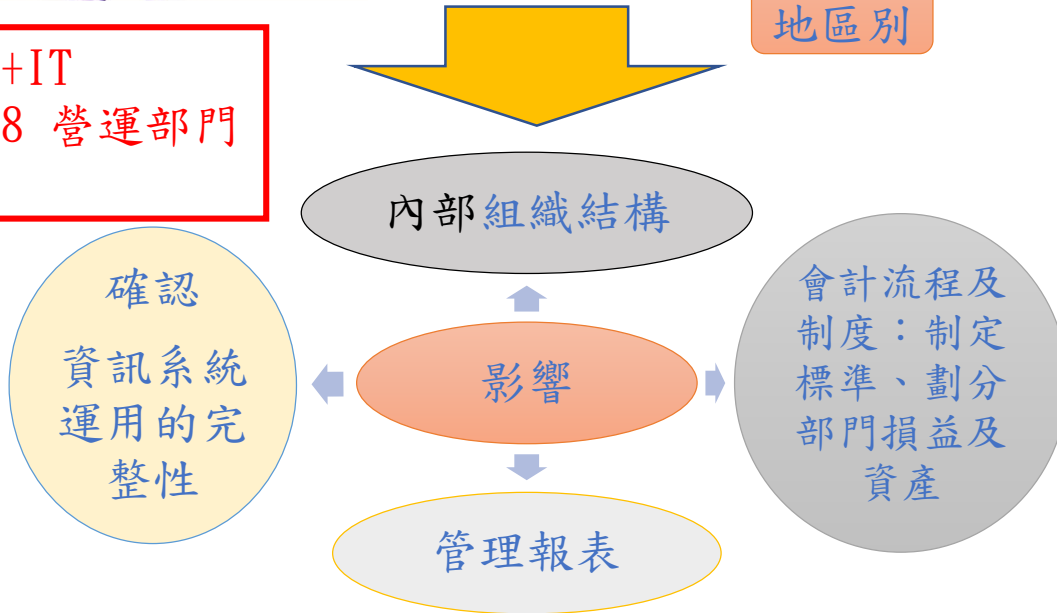 地區別
+IT
8 營運部門
內部組織結構
確認
資訊系統
運用的完
整性
影響
會計流程及
制度：制定
標準、劃分
部門損益及
資產
管理報表